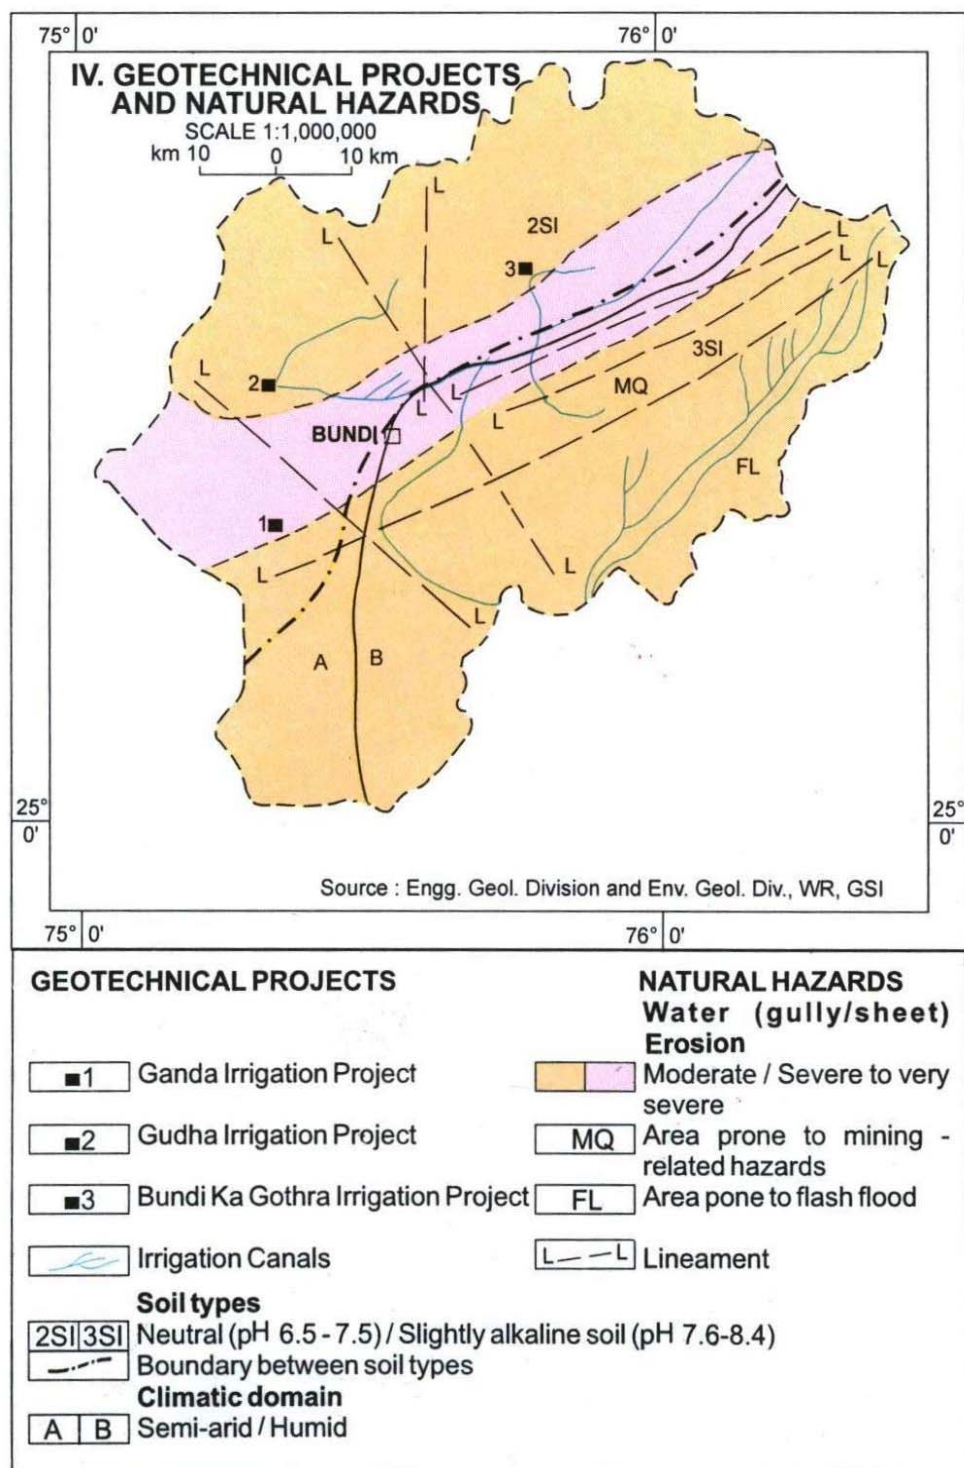 75° 0'
76° 0'
IV. GEOTECHNICAL PROJECTS
AND NATURAL HAZARDS
SCALE 1:1,000,000
km 10 0 10 km
L
L
2SI
3
L
L
L
L
3SI
2
L
L
MQ
L
BUNDI
FL
1
L
L
L
A
B
25°
0'
25°
0'
Source : Engg. Geol. Division and Env. Geol. Div., WR, GSI
75° 0'
76° 0'
GEOTECHNICAL PROJECTS
1 Ganda Irrigation Project
2 Gudha Irrigation Project
3 Bundi Ka Gothra Irrigation Project
Irrigation Canals
Soil types
2SI 3SI Neutral (pH 6.5 - 7.5) / Slightly alkaline soil (pH 7.6-8.4)
Boundary between soil types
Climatic domain
A B Semi-arid / Humid
NATURAL HAZARDS
Water (gully/sheet)
Erosion
Moderate / Severe to very
severe
MQ Area prone to mining -
related hazards
FL Area pone to flash flood
L L Lineament